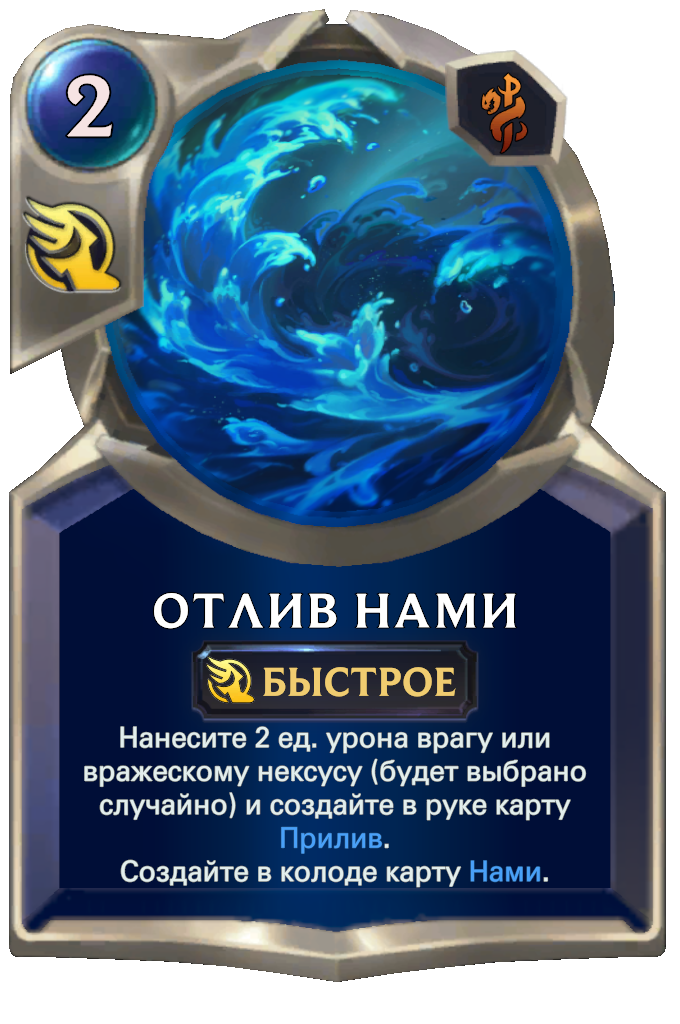 2
ОТЛИВ НАМИ
БЫСТРОЕ
Нанесите 2 ед. урона врагу или
вражескому нексусу (будет выбрано
случайно) и создайте в руке карту
Прилив.
Создайте в колоде карту Нами.